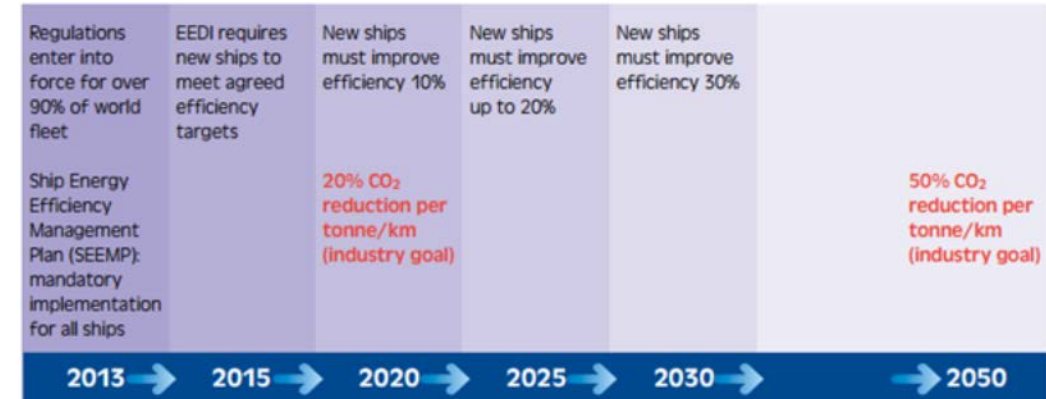 Regulations
enter into
force for over
90% of world
fleet
Ship Energy
Efficiency
Management
Plan (SEEMP):
mandatory
implementation
for all ships
EEDI requires
new ships to
meet agreed
efficiency
targets
New ships
must improve
efficiency 10%
20% CO₂
reduction per
tonne/km
(industry goal)
New ships
must improve
efficiency
up to 20%
New ships
must improve
efficiency 30%
50% CO₂
reduction per
tonne/km
(industry goal)
2013 2015 2020 2025 2030 2050